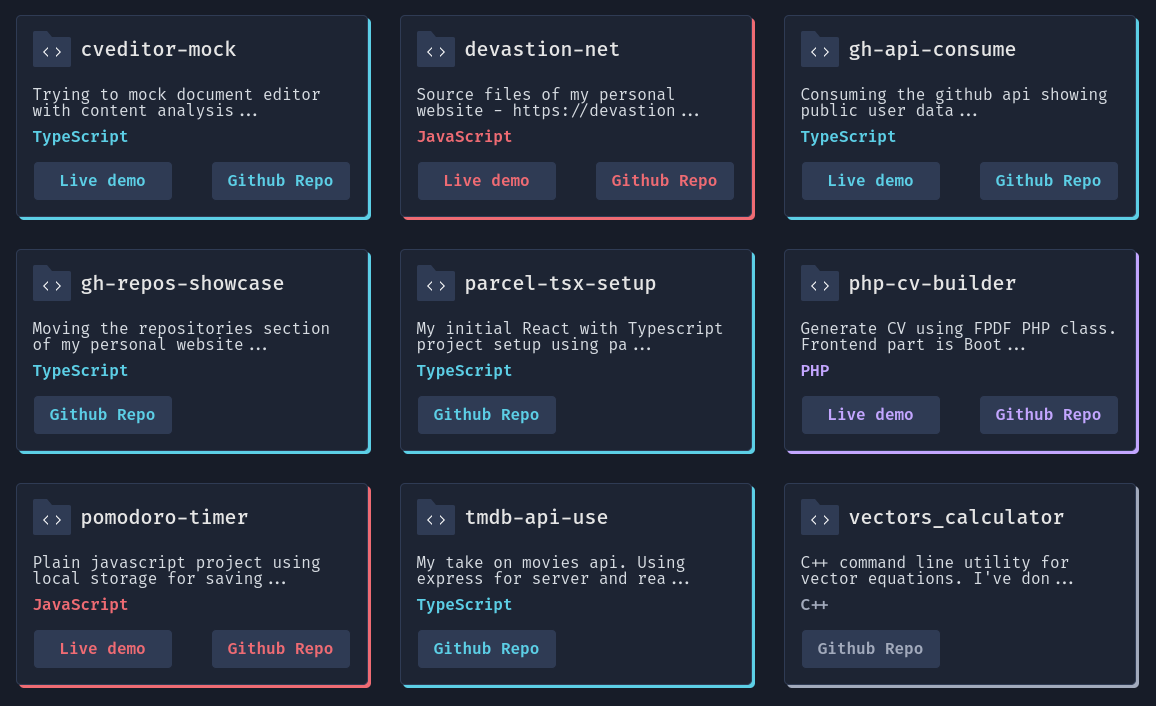 cveditor-mock
Trying to mock document editor
with content analysis...
TypeScript
Live demo
Github Repo
devastion-net
Source files of my personal
website - https://devastion...
JavaScript
Live demo
Github Repo
gh-api-consume
Consuming the github api showing
public user data...
TypeScript
Live demo
Github Repo
gh-repos-showcase
Moving the repositories section
of my personal website...
TypeScript
Github Repo
parcel-tsx-setup
My initial React with Typescript
project setup using pa...
TypeScript
Github Repo
php-cv-builder
Generate CV using FPDF PHP class.
Frontend part is Boot...
PHP
Live demo
Github Repo
pomodoro-timer
Plain javascript project using
local storage for saving...
JavaScript
Live demo
Github Repo
tmdb-api-use
My take on movies api. Using
express for server and rea...
TypeScript
Github Repo
vectors_calculator
C++ command line utility for
vector equations. I've don...
C++
Github Repo